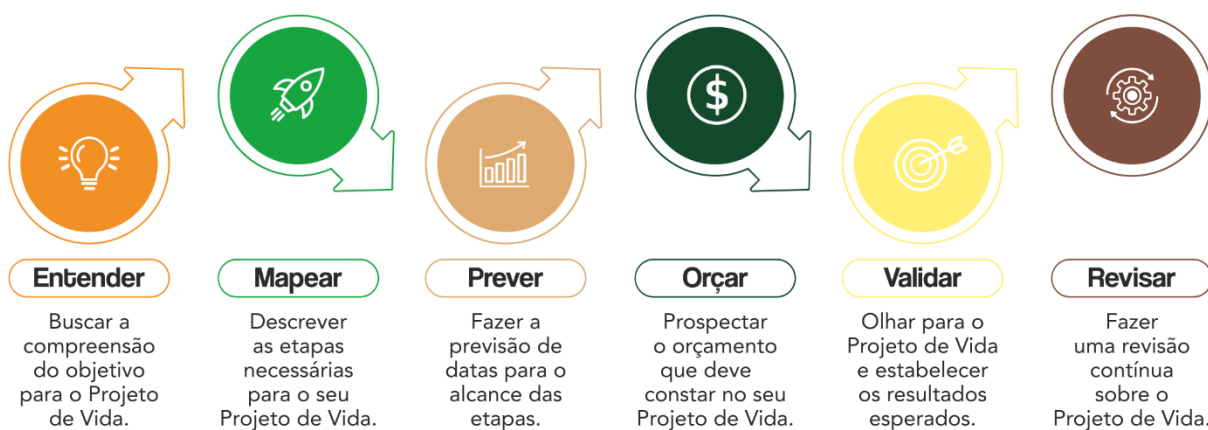 Entender
Buscar a
compreensão
do objetivo
para o Projeto
de Vida.
Mapear
Descrever
as etapas
necessárias
para o seu
Projeto de Vida.
Prever
Fazer a
previsão de
datas para o
alcance das
etapas.
$
Orçar
Prospectar
o orçamento
que deve
constar no seu
Projeto de Vida.
Validar
Olhar para o
Projeto de Vida
e estabelecer
os resultados
esperados.
Revisar
Fazer
uma revisão
contínua
sobre o
Projeto de Vida.